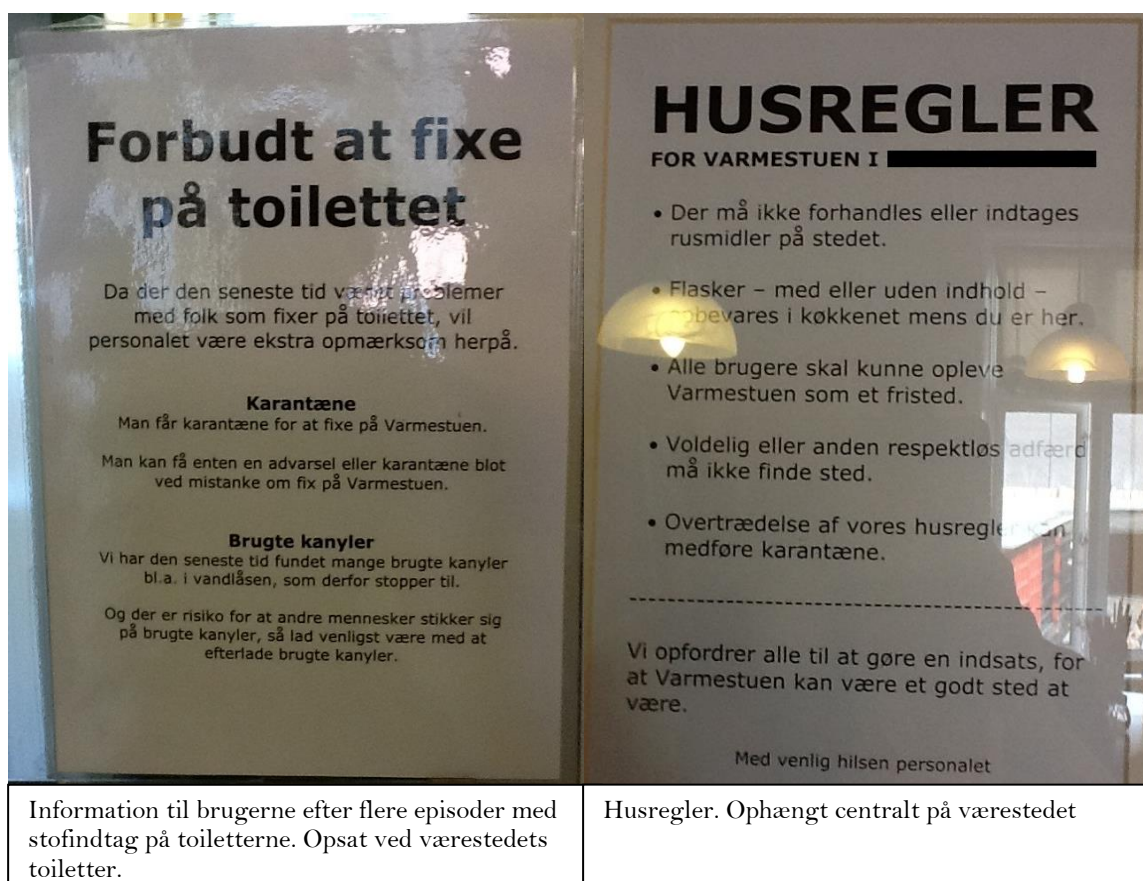 Forbudt at fixe
på toilettet
Da der den seneste tid været problemer
med folk som fixer på toilettet, vil
personalet være ekstra opmærksom herpå.
Karantæne
Man får karantæne for at fixe på Varmestuen.
Man kan få enten en advarsel eller karantæne blot
ved mistanke om fix på Varmestuen.
Brugte kanyler
Vi har den seneste tid fundet mange brugte kanyler
bl.a. i vandlåsen, som derfor stopper til.
Og der er risiko for at andre mennesker stikker sig
på brugte kanyler, så lad venligst være med at
efterlade brugte kanyler.
HUSREGLER
FOR VARMESTUEN I
• Der må ikke forhandles eller indtages
rusmidler på stedet.
• Flasker – med eller uden indhold –
opbevares i køkkenet mens du er her.
• Alle brugere skal kunne opleve
Varmestuen som et fristed.
• Voldelig eller anden respektløs adfærd
må ikke finde sted.
• Overtrædelse af vores husregler kan
medføre karantæne.
Vi opfordrer alle til at gøre en indsats, for
at Varmestuen kan være et godt sted at
være.
Med venlig hilsen personalet
Information til brugerne efter flere episoder med
stofindtag på toiletterne. Opsat ved værestedets
toiletter.
Husregler. Ophængt centralt på værestedet